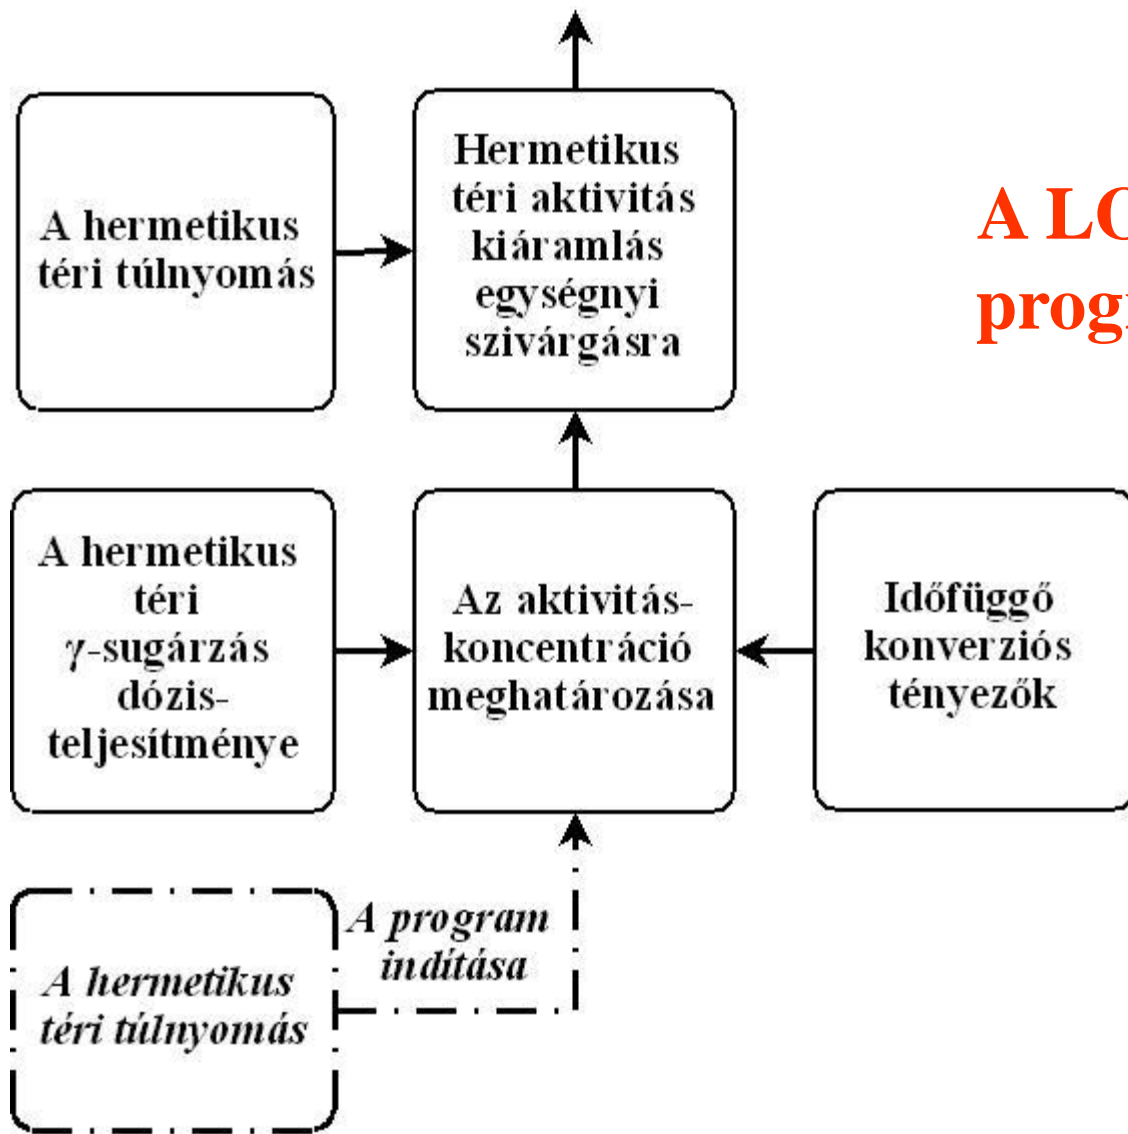 A hermetikus
téri túlnyomás
Hermetikus
téri aktivitás
kiáramlás
egységnyi
szivárgásra
A LO
prog
A hermetikus
téri
γ-sugárzás
dózis-
teljesítménye
Az aktivitás-
koncentráció
meghatározása
Időfüggő
konverziós
tényezők
A hermetikus
téri túlnyomás
A program
indítása